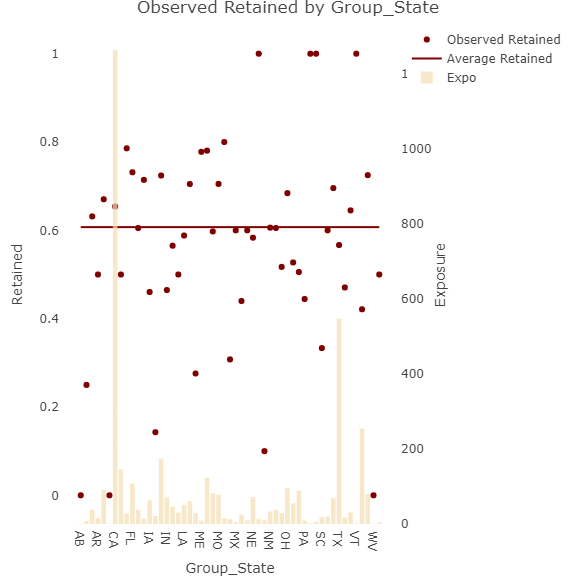 Observed Retained by Group_State
Observed Retained
Average Retained
Expo
1
0.8
0.6
0.4
0.2
0
Retained
1
1000
800
600
400
200
0
Exposure
AB
AR
CA
FL
IA
IN
LA
ME
MO
MX
NE
NM
OH
PA
SC
TX
VT
WV
Group_State